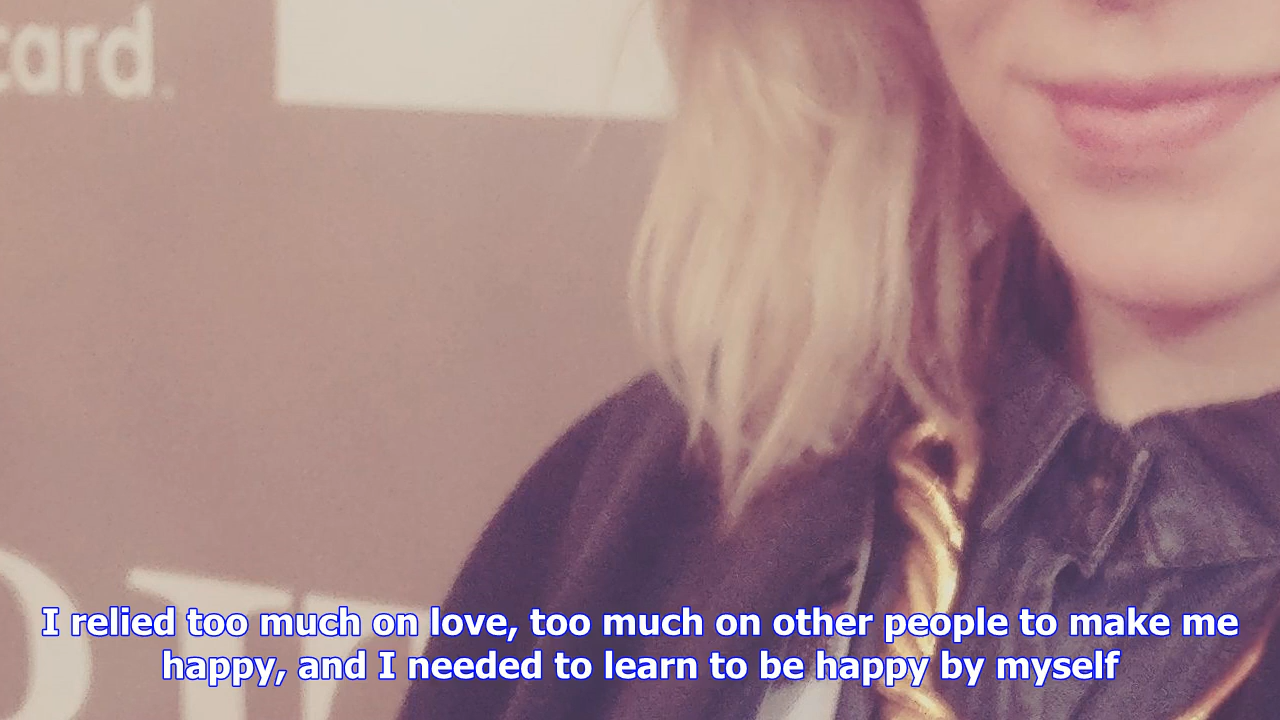 card.
I relied too much on love, too much on other people to make me
happy, and I needed to learn to be happy by myself